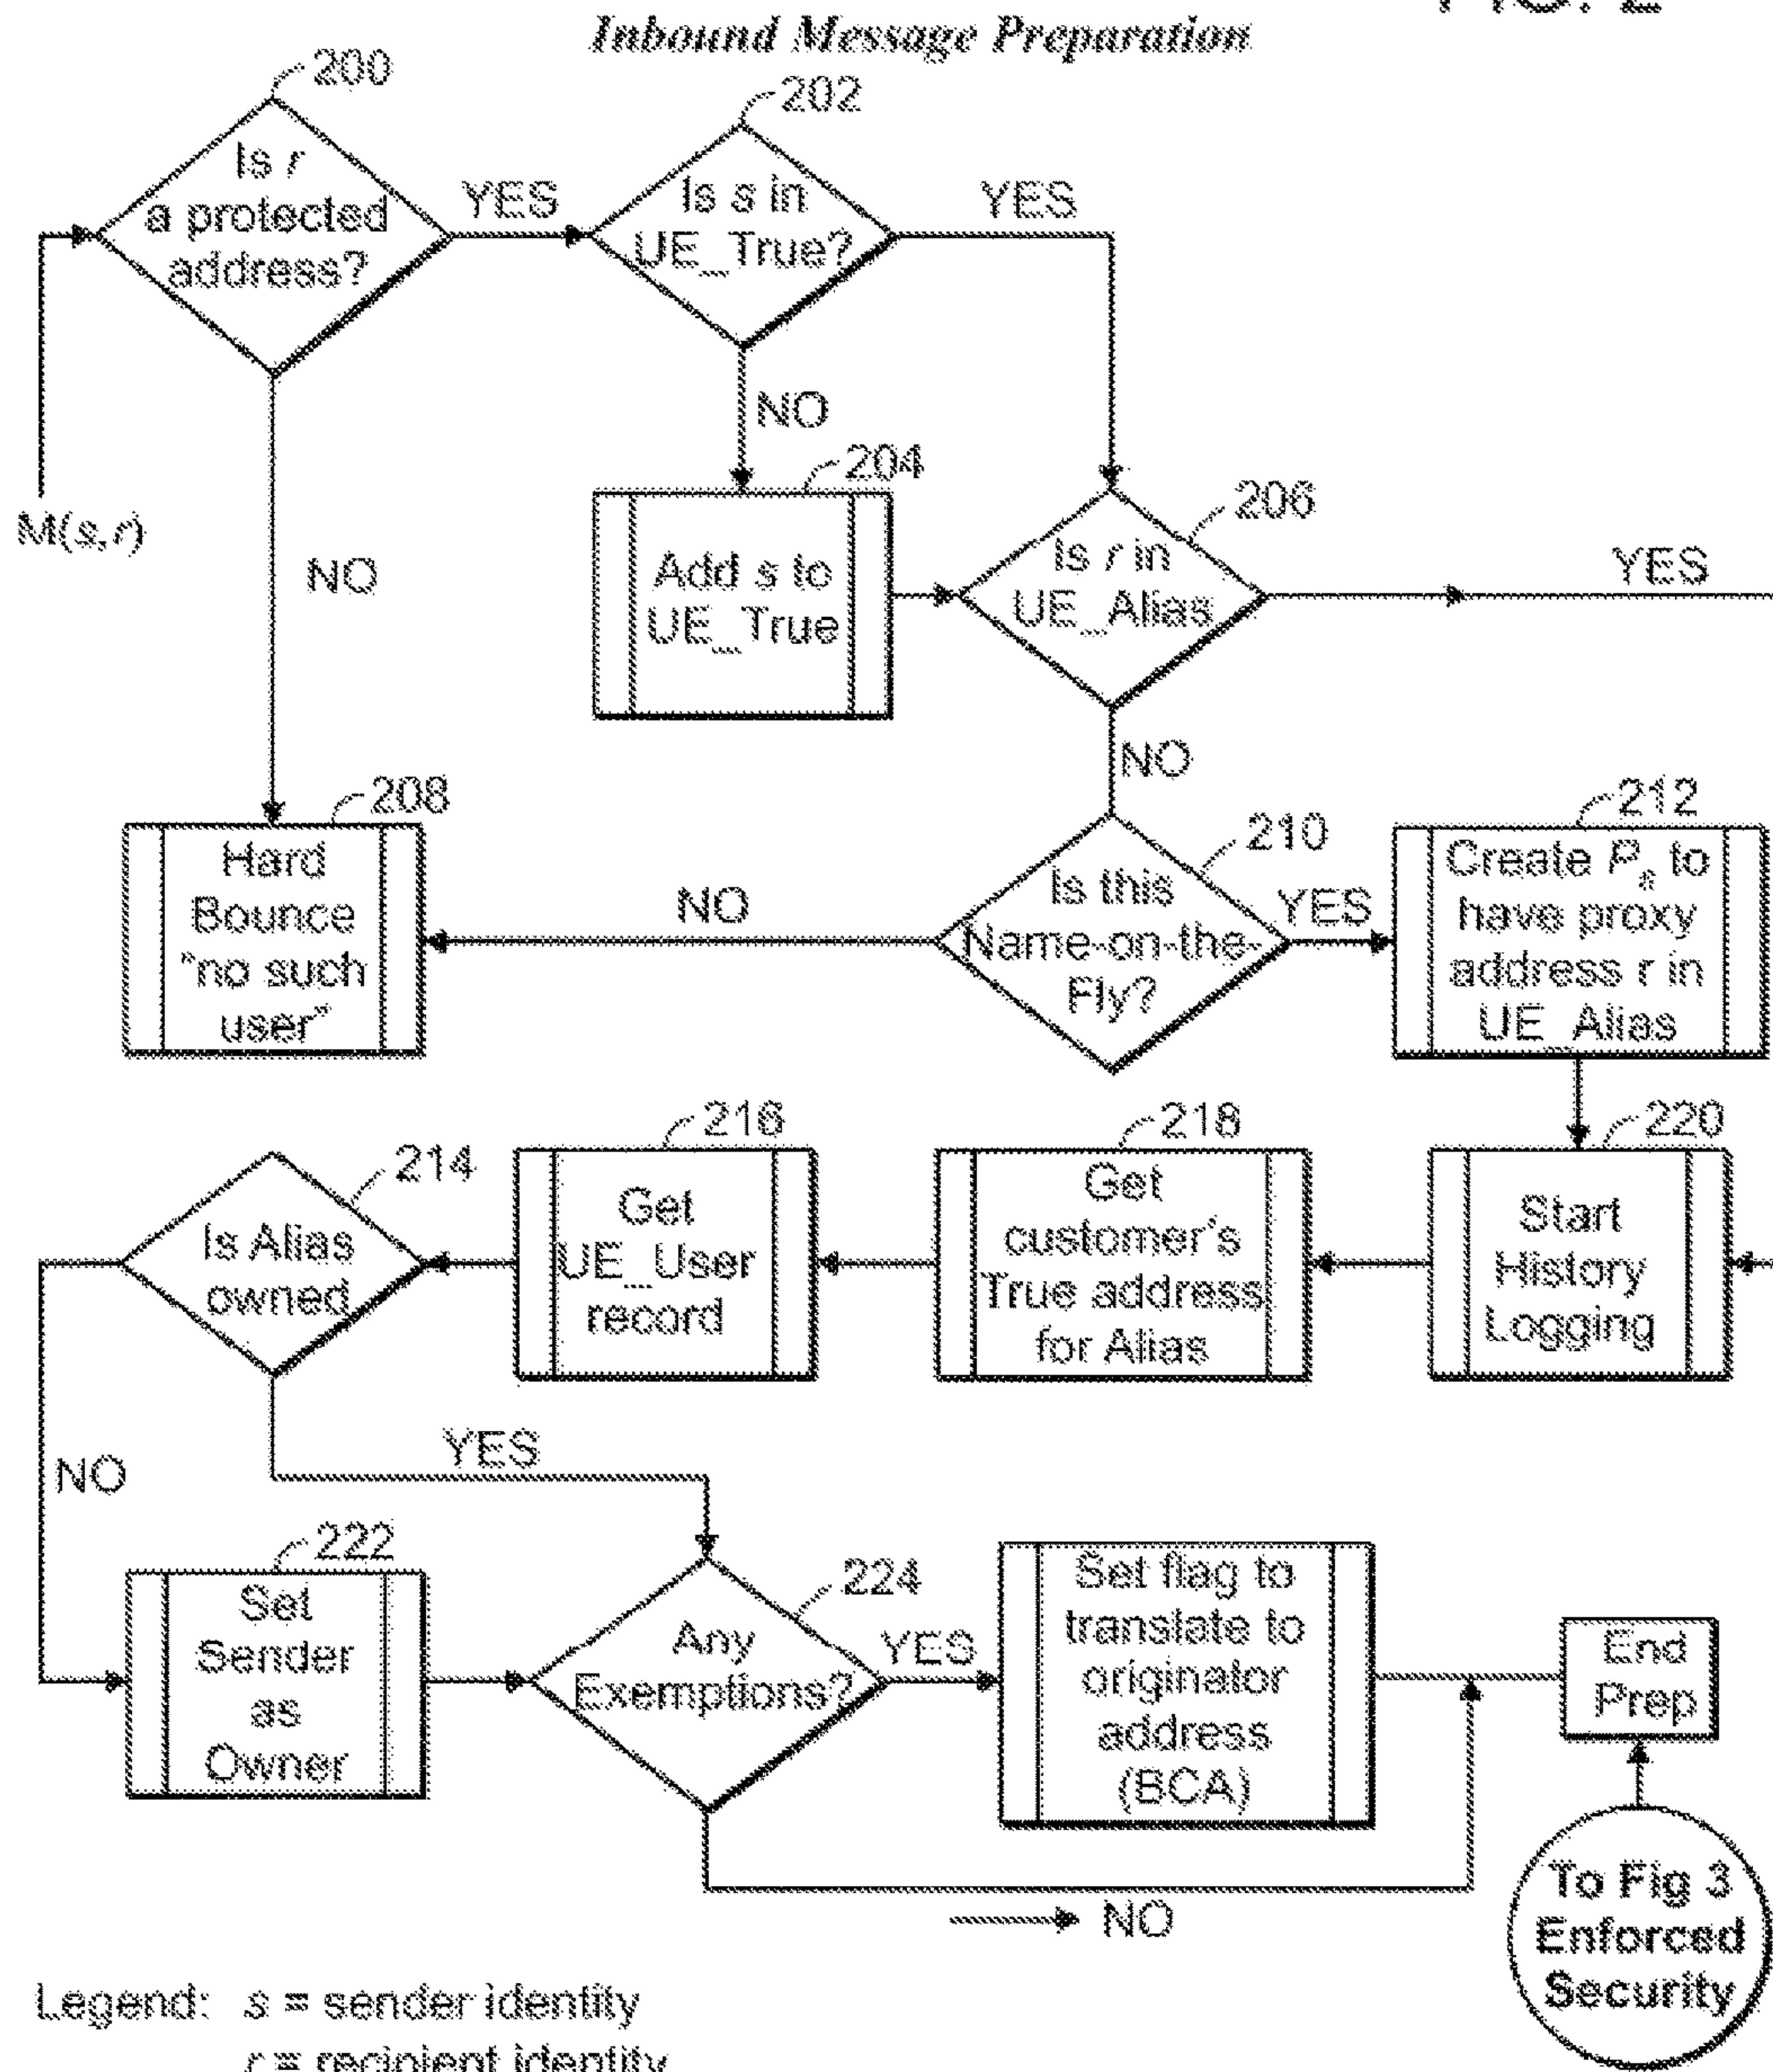 Inbound Message Preparation
200
Is r
a protected
address?
YES
202
Is s in
UE_True?
YES
NO
204
Add s to
UE_True
206
Is r in
UE_Alias
YES
M(s,r)
NO
NO
208
Hard
Bounce
"no such
user"
NO
210
Is this
Name-on-the-
Fly?
YES
212
Create P to
have proxy
address r in
UE_Alias
214
Is Alias
owned
216
Get
UE_User
record
218
Get
customer's
True address
for Alias
220
Start
History
Logging
NO
YES
222
Set
Sender
as
Owner
224
Any
Exemptions?
YES
Set flag to
translate to
originator
address
(BCA)
End
Prep
NO
To Fig 3
Enforced
Security
Legend: s = sender identity
r = recipient identity